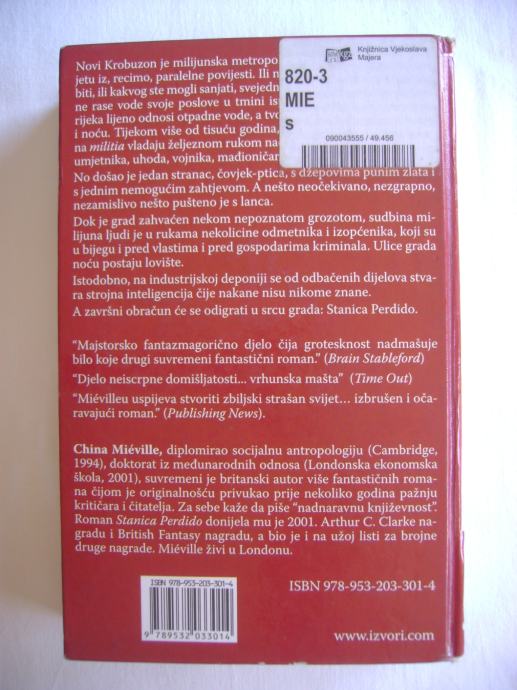 Knjižnica Vjekoslava
Majera
820-3
MIE
s
090043555 / 49.456
Novi Krobuzon je milijunska metropo
jetu iz, recimo, paralelne povijesti. Ili n
biti, ili kakvog ste mogli sanjati, svejedn
ne rase vode svoje poslove u tmini is
rijeka lijeno odnosi otpadne vode, a tvo
i noću. Tijekom više od tisuću godina,
na militia vladaju željeznom rukom na
umjetnika, uhoda, vojnika, madioničar
No došao je jedan stranac, čovjek-ptica, s džepovima punim zlata i
s jednim nemogućim zahtjevom. A nešto neočekivano, nezgrapno,
nezamislivo nešto pušteno je s lanca.
Dok je grad zahvaćen nekom nepoznatom grozotom, sudbina mi-
lijuna ljudi je u rukama nekolicine odmetnika i izopćenika, koji su
u bijegu i pred vlastima i pred gospodarima kriminala. Ulice grada
noću postaju lovište.
Istodobno, na industrijskoj deponiji se od odbačenih dijelova stva-
ra strojna inteligencija čije nakane nisu nikome znane.
A završni obračun će se odigrati u srcu grada: Stanica Perdido.
“Majstorsko fantazmagorično djelo čija grotesknost nadmašuje
bilo koje drugi suvremeni fantastični roman.” (Brain Stableford)
“Djelo neiscrpne domišljatosti... vrhunska mašta” (Time Out)
“Miévilleu uspijeva stvoriti zbiljski strašan svijet... izbrušen i oča-
ravajući roman.” (Publishing News).
China Miéville, diplomirao socijalnu antropologiju (Cambridge,
1994), doktorat iz međunarodnih odnosa (Londonska ekonomska
škola, 2001), suvremeni je britanski autor više fantastičnih roma-
na čijom je originalnošću privukao prije nekoliko godina pažnju
kritičara i čitatelja. Za sebe kaže da piše “nadnaravnu književnost”.
Roman Stanica Perdido donijela mu je 2001. Arthur C. Clarke na-
gradu i British Fantasy nagradu, a bio je i na užoj listi za brojne
druge nagrade. Miéville živi u Londonu.
ISBN 978-953-203-301-4
9 789532 033014
ISBN 978-953-203-301-4
www.izvori.com